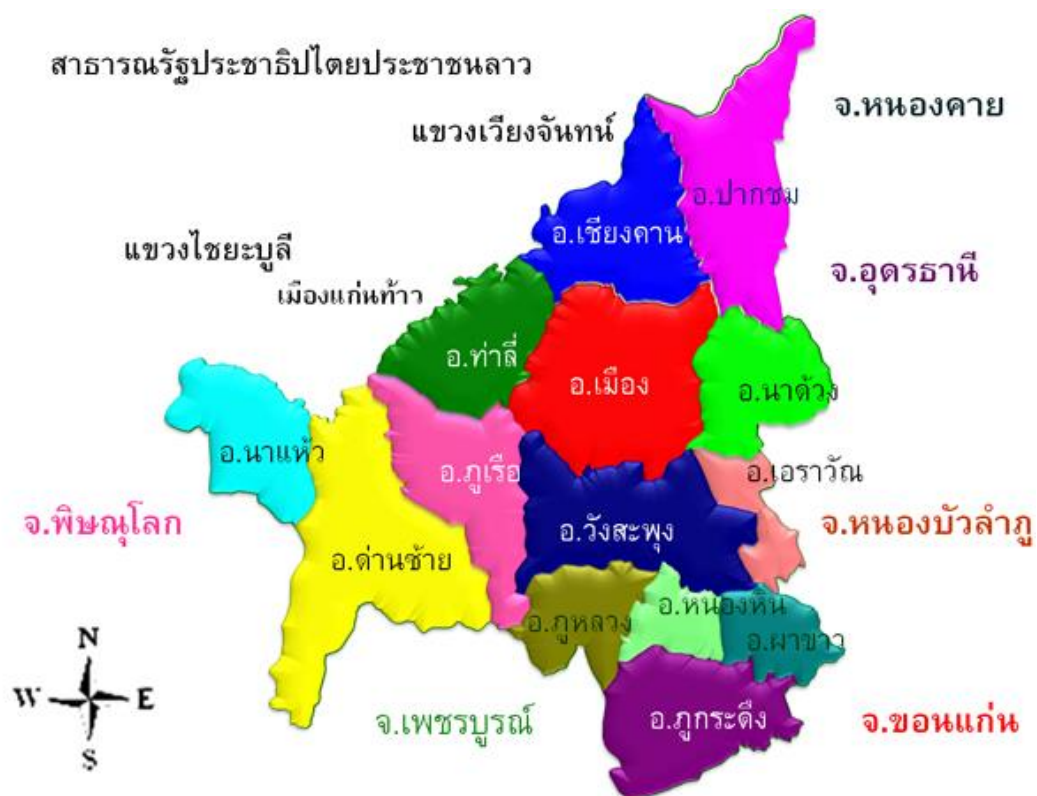 สาธารณรัฐประชาธิปไตยประชาชนลาว
จ.หนองคาย
แขวงเวียงจันทน์
อ.ปากชม
อ.เชียงคาน
แขวงไชยะบูลี
จ.อุดรธานี
เมืองแก่นท้าว
อ.ท่าลี่
อ.เมือง
อ.นาด้วง
อ.นาแห้ว
อ.ภูเรือ
อ.เอราวัณ
จ.พิษณุโลก
อ.วังสะพุง
จ.หนองบัวลำภู
อ.ด่านซ้าย
อ.หนองหิน
อ.ภูหลวง
อ.ผาขาว
N
W E
S
จ.เพชรบูรณ์
อ.ภูกระดึง
จ.ขอนแก่น